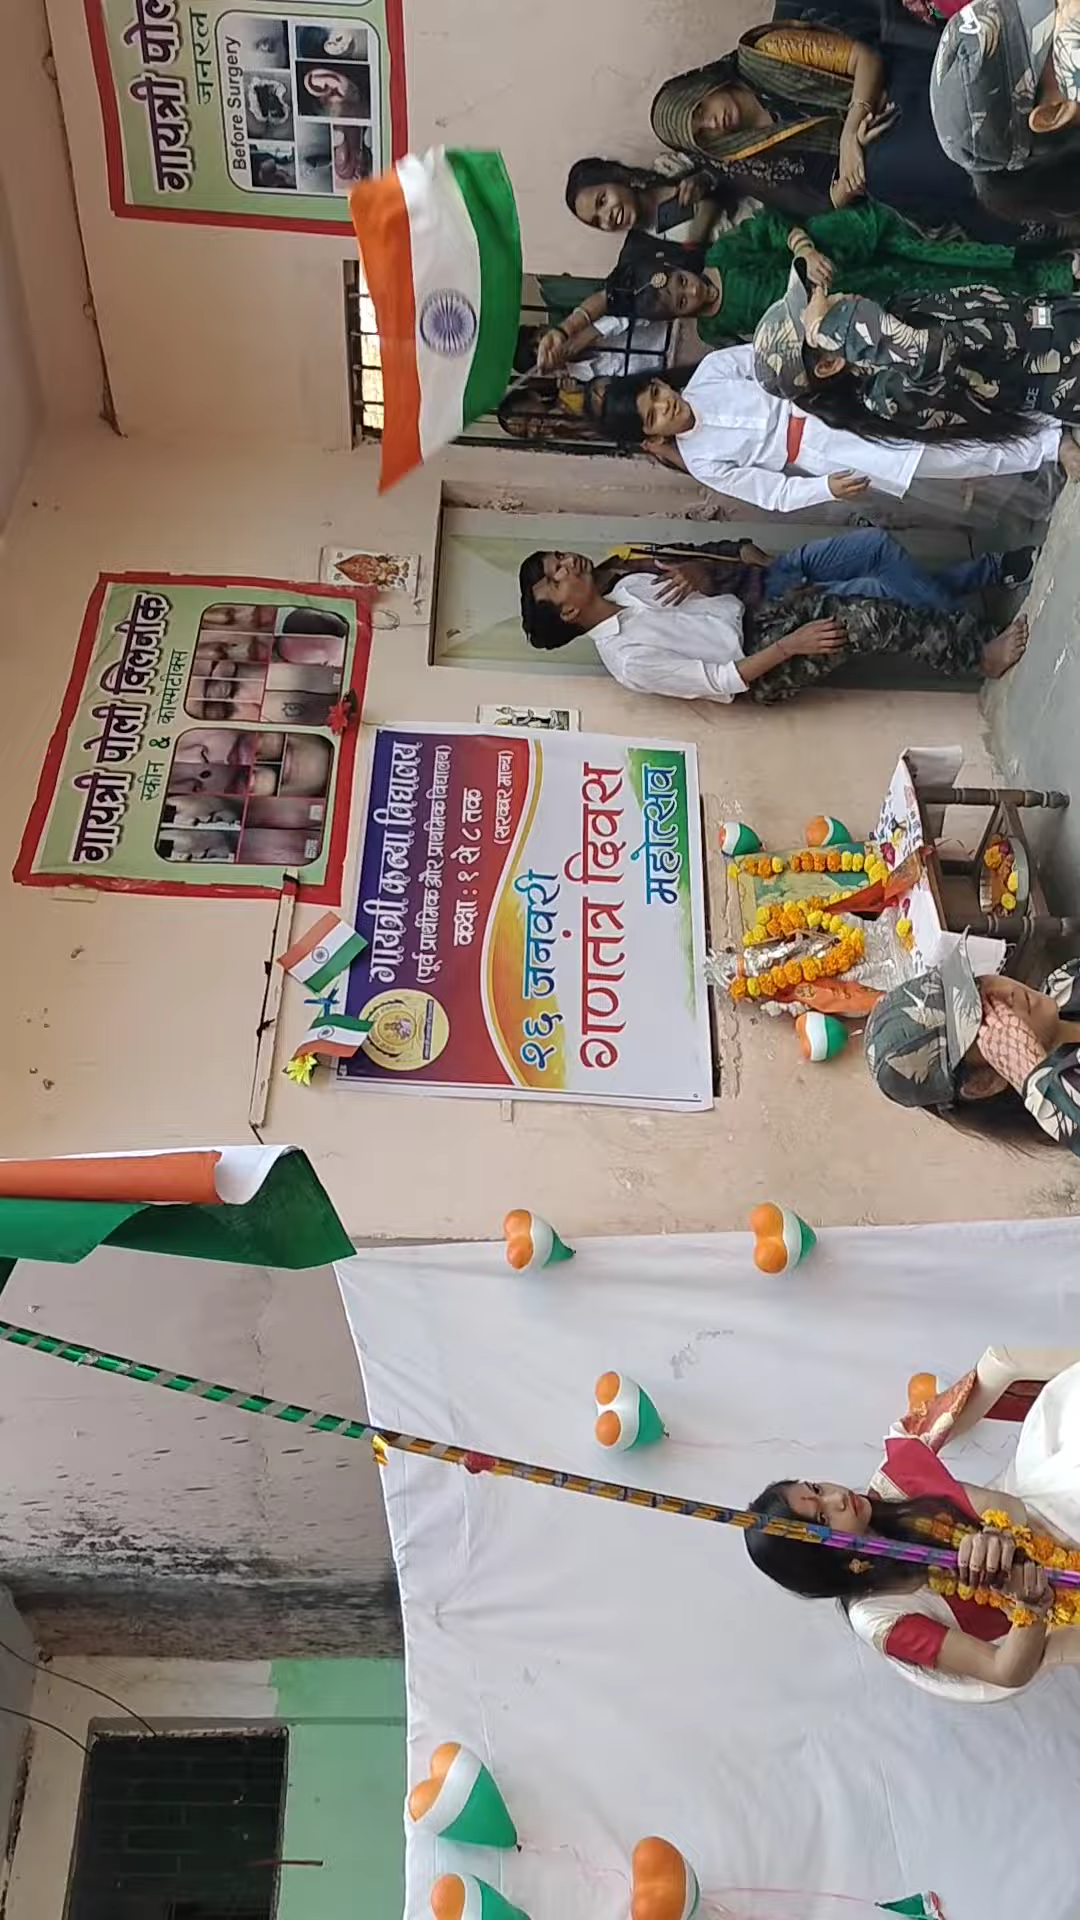 गायत्री पोली क्लिनीक
स्कीन & कोस्मेटीक्स
गायत्री पोल
जनरल
Before Surgery
गायत्री कन्या विद्यालय
(पूर्व प्राथमिक और प्राथमिक विद्यालय)
कक्षा : १ से ८ तक
(सरकार मान्य)
२६ जनवरी
गणतंत्र दिवस
महोत्सव